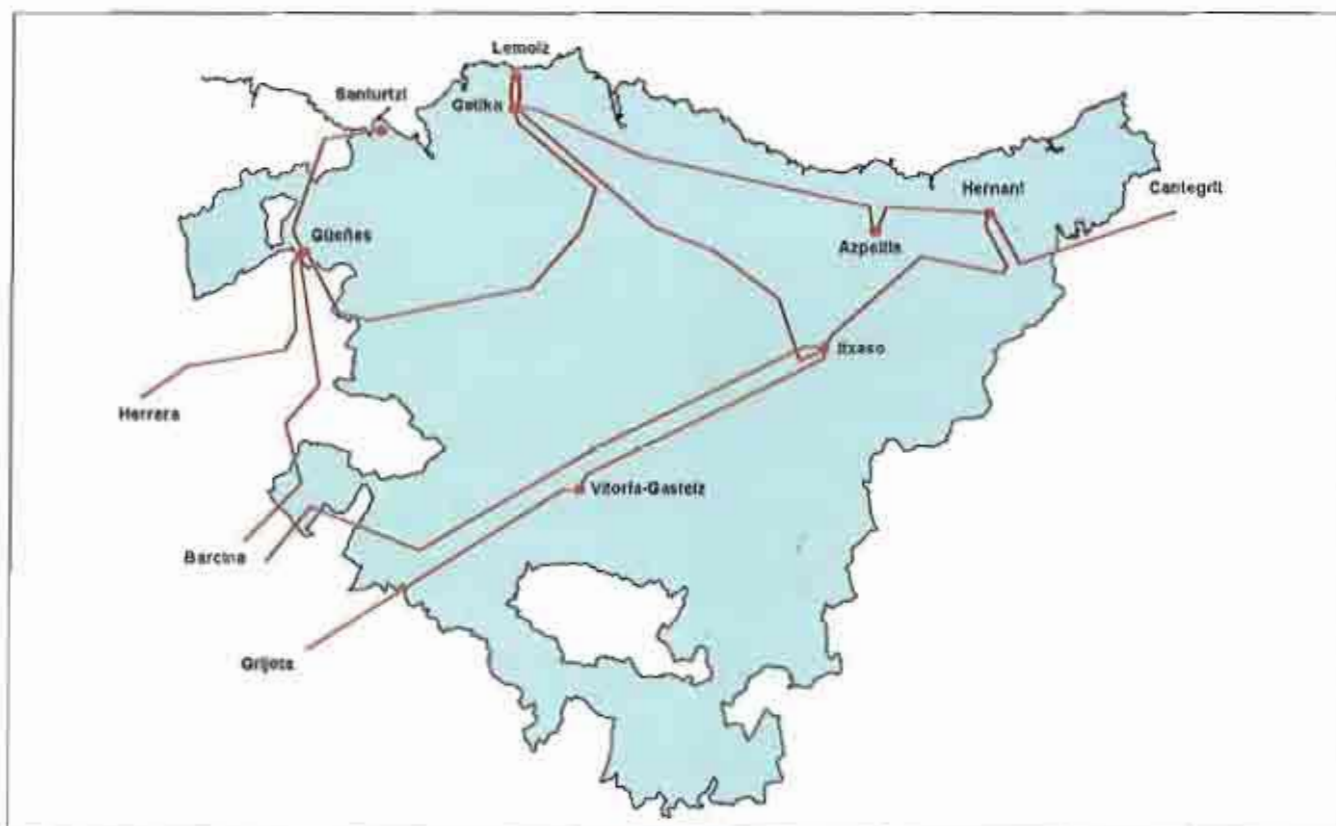 Lemoiz
Santurtzi
Gatika
Hernani
Cantegrit
Azpeitia
Güeñes
Itxaso
Herrera
Vitoria-Gasteiz
Barcina
Grijota